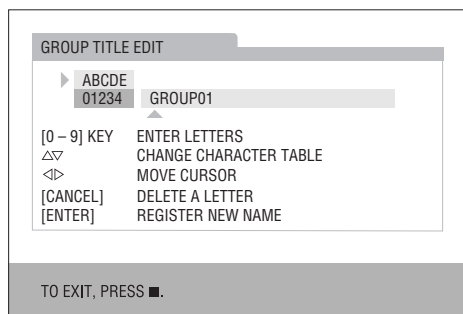 GROUP TITLE EDIT
ABCDE
01234 GROUP01
[0 – 9] KEY ENTER LETTERS
△▽ CHANGE CHARACTER TABLE
◁▷ MOVE CURSOR
[CANCEL] DELETE A LETTER
[ENTER] REGISTER NEW NAME
TO EXIT, PRESS ■.